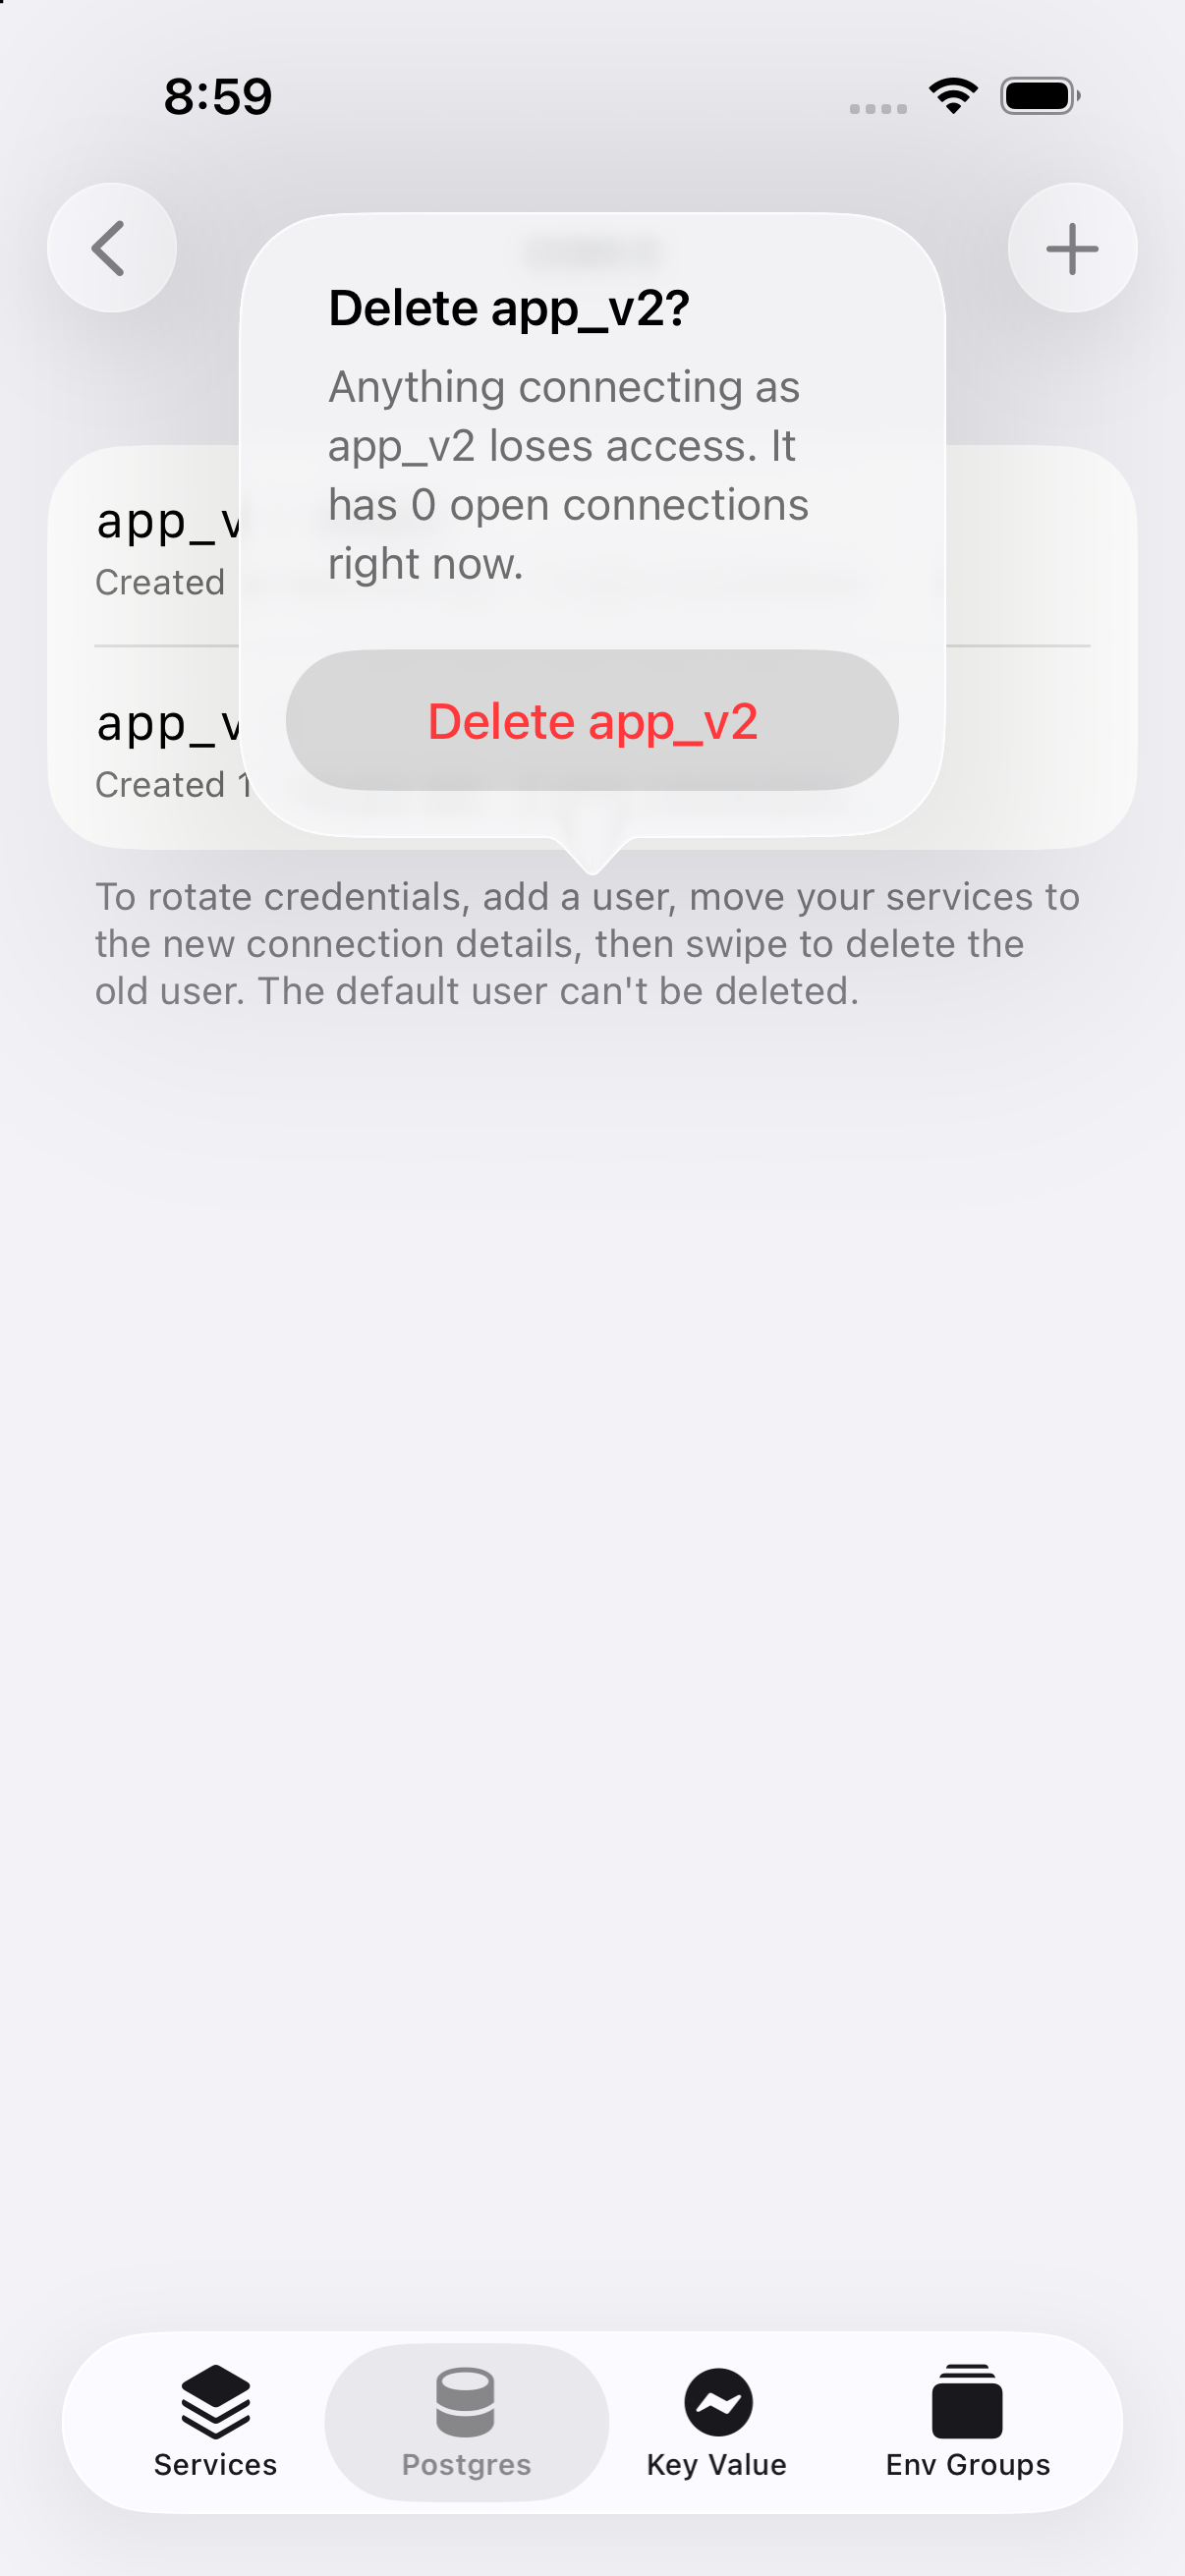 8:59
Delete app_v2?
Anything connecting as
app_v2 loses access. It
has 0 open connections
right now.
Delete app_v2
app_v
Created
app_v
Created 1
To rotate credentials, add a user, move your services to
the new connection details, then swipe to delete the
old user. The default user can't be deleted.
Services
Postgres
Key Value
Env Groups